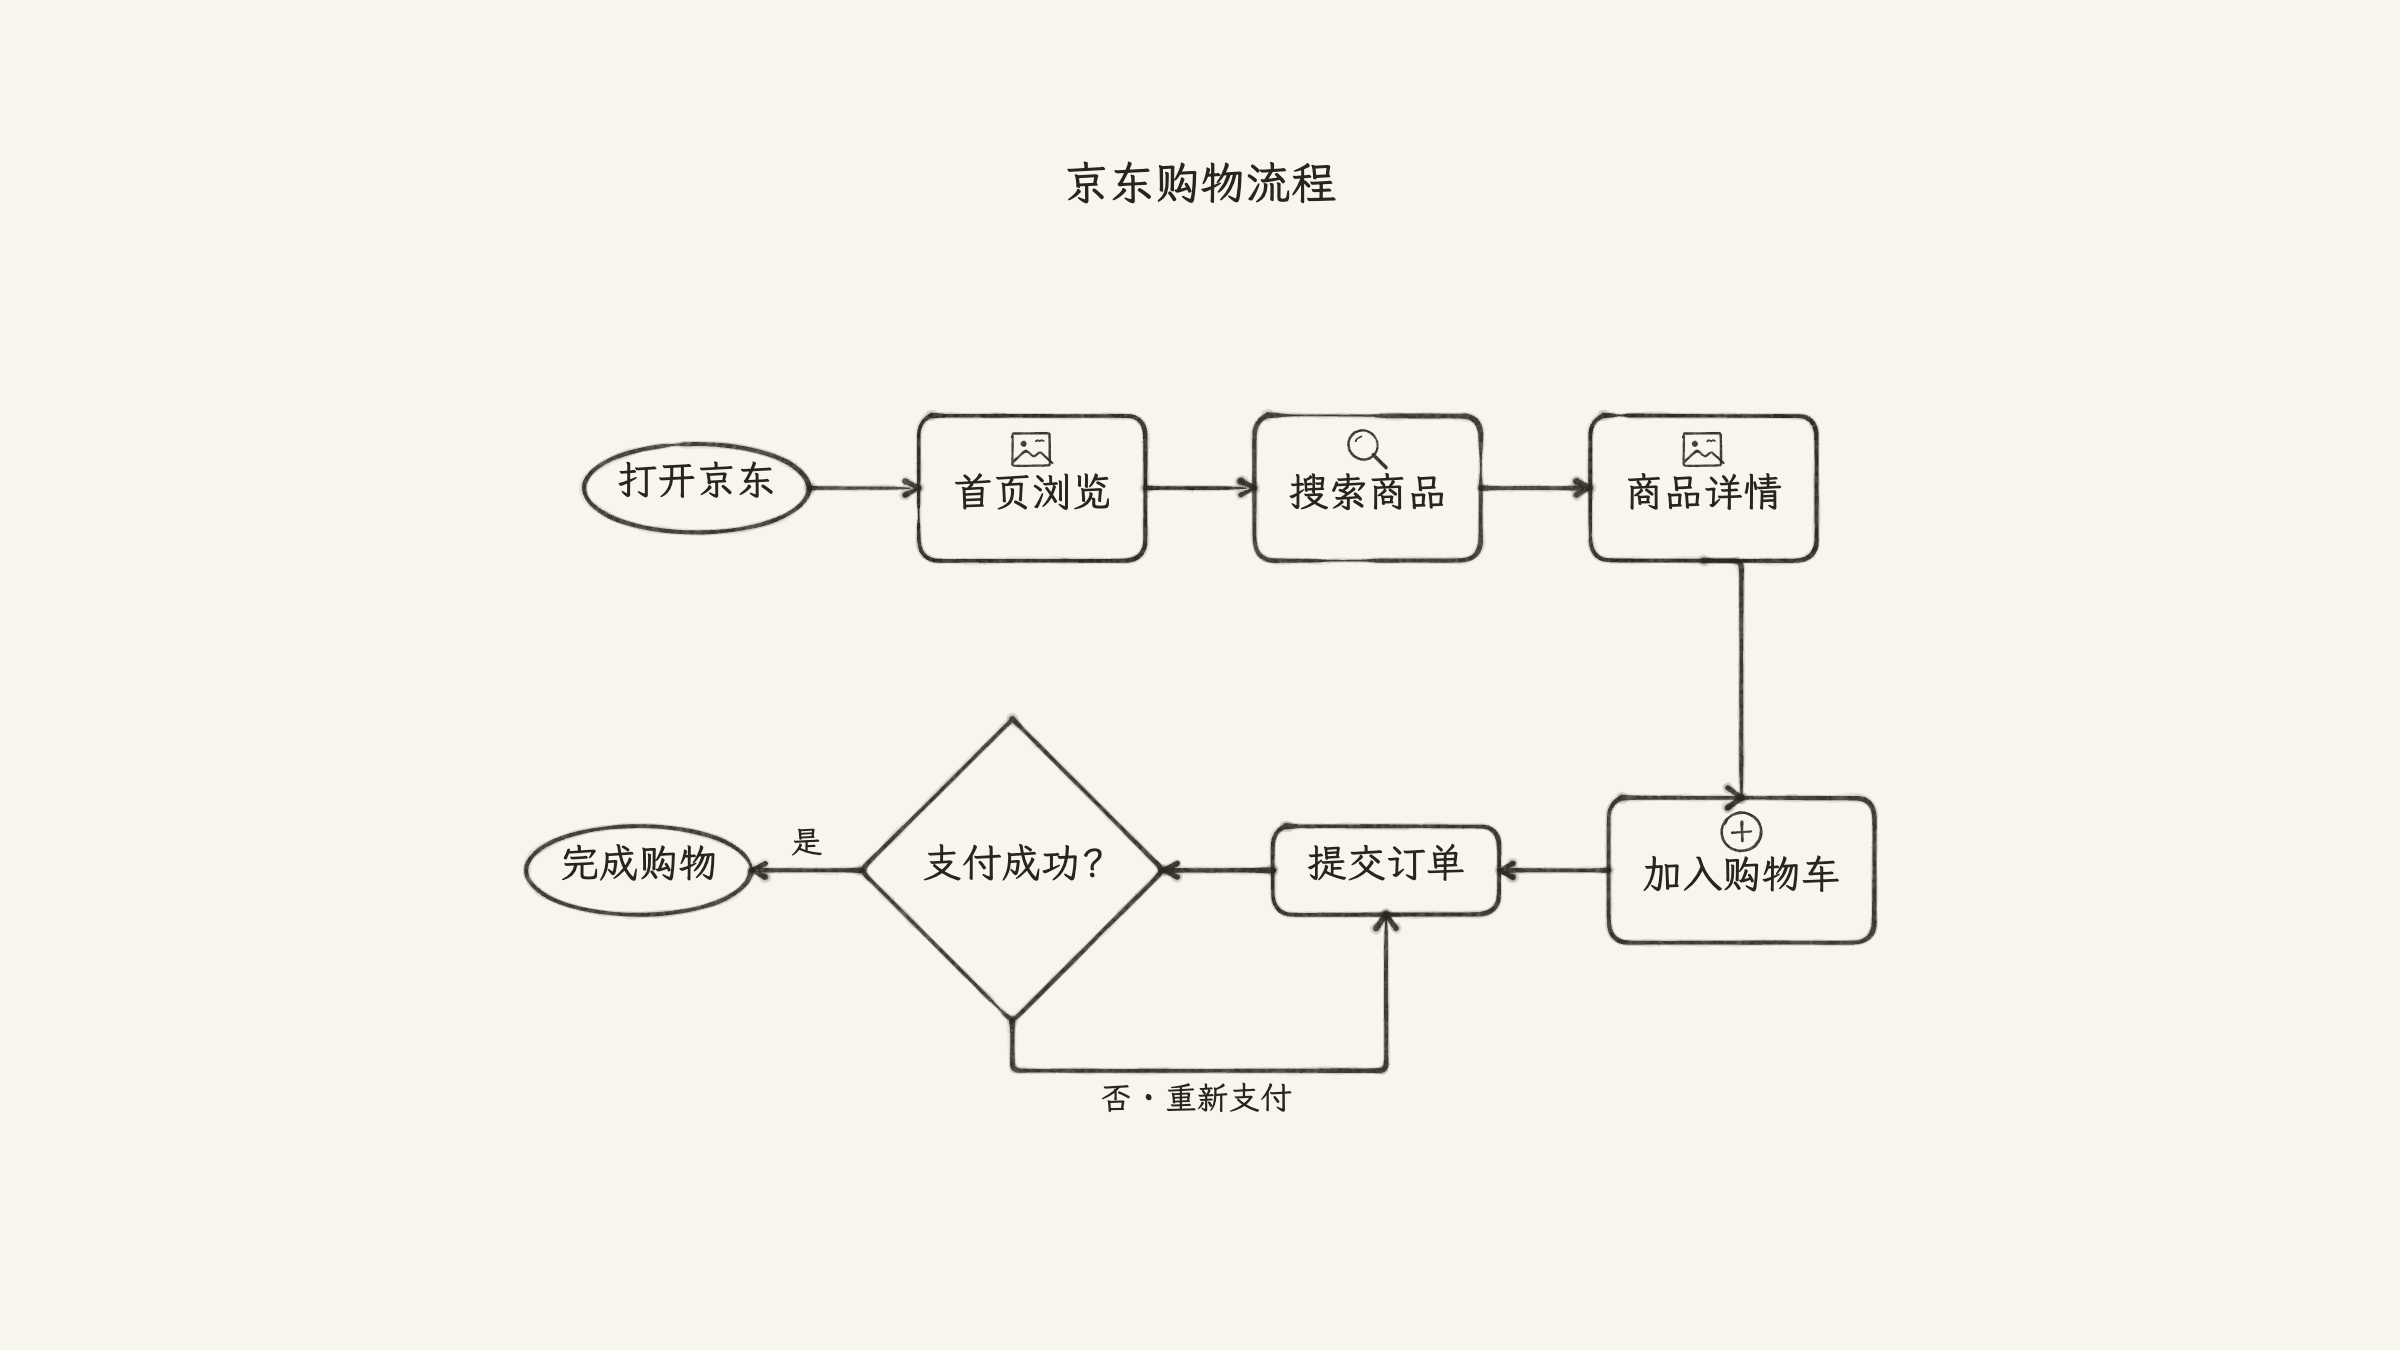 京东购物流程
打开京东
首页浏览
搜索商品
商品详情
加入购物车
提交订单
支付成功？
是
完成购物
否·重新支付